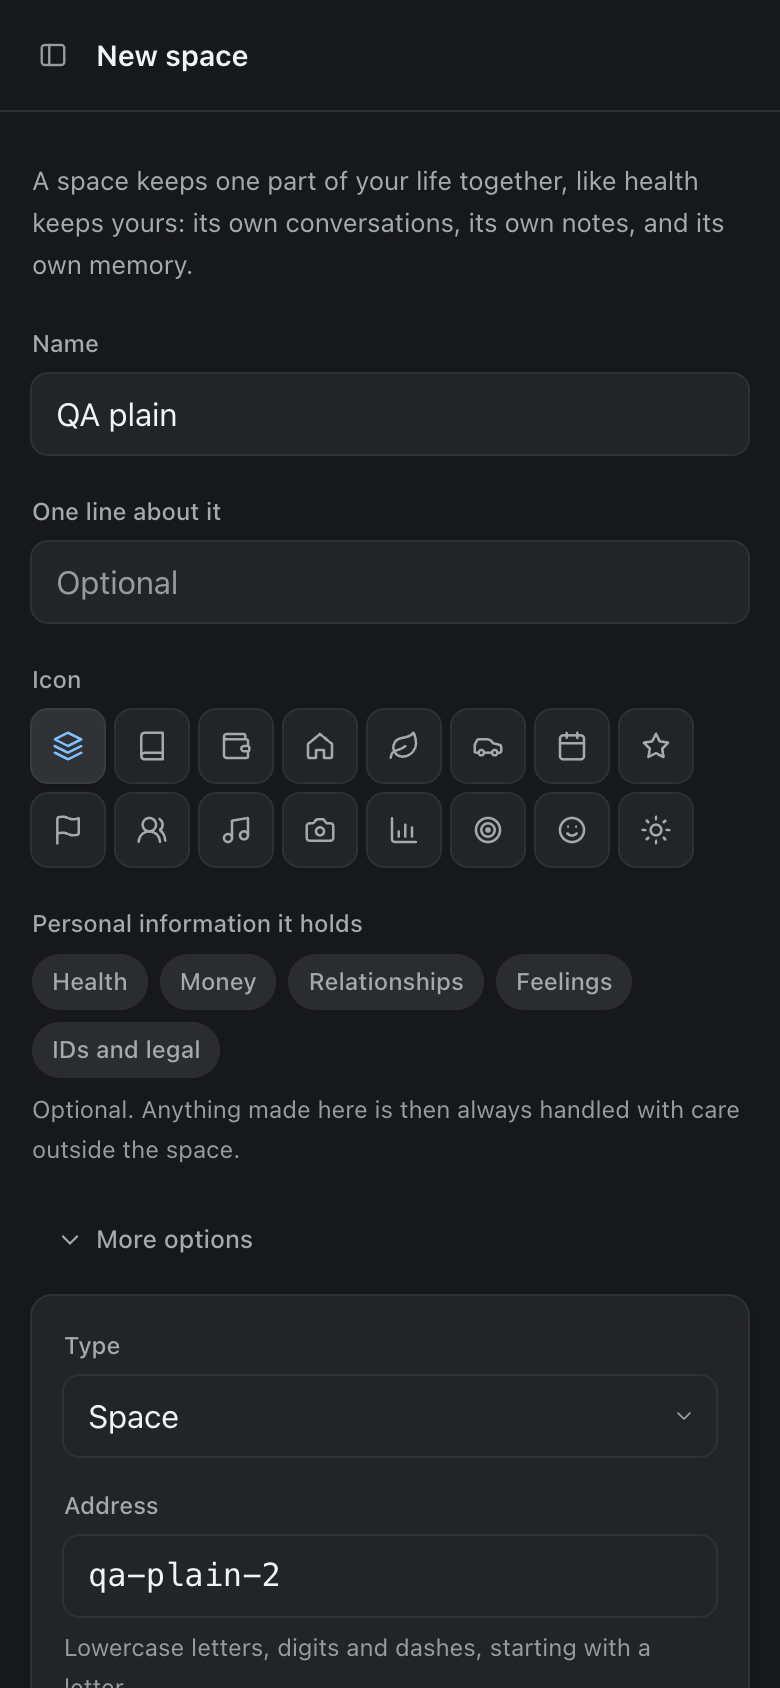 New space
A space keeps one part of your life together, like health
keeps yours: its own conversations, its own notes, and its
own memory.
Name
QA plain
One line about it
Optional
Icon
Personal information it holds
Health Money Relationships Feelings
IDs and legal
Optional. Anything made here is then always handled with care
outside the space.
More options
Type
Space
Address
qa-plain-2
Lowercase letters, digits and dashes, starting with a
letter